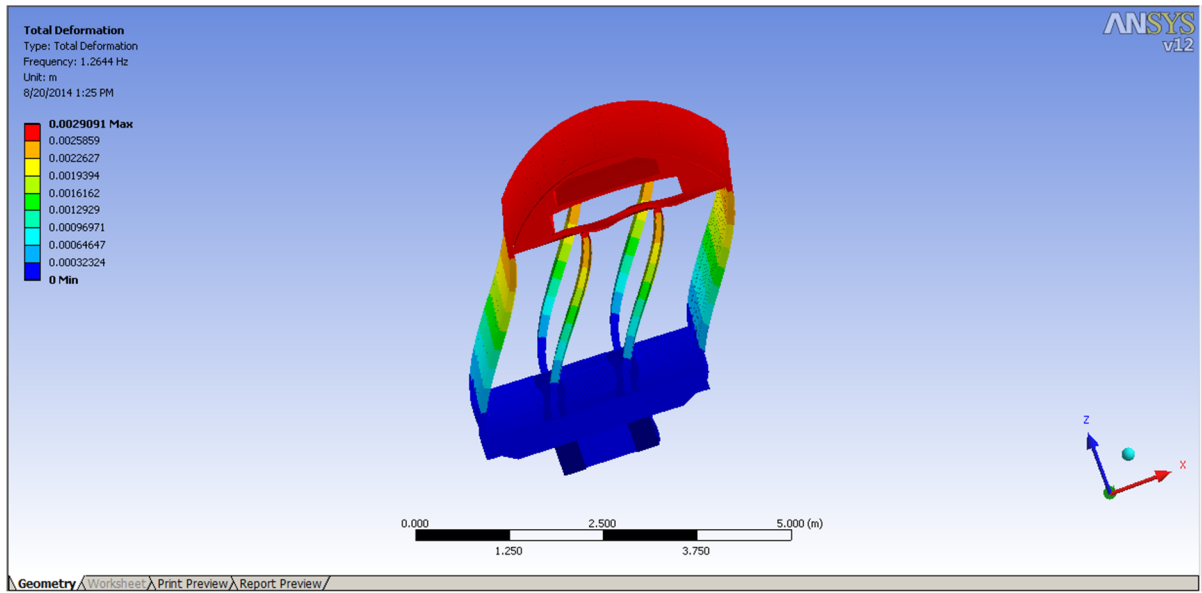 Total Deformation
Type: Total Deformation
Frequency: 1.2644 Hz
Unit: m
8/20/2014 1:25 PM
0.0029091 Max
0.0025859
0.0022627
0.0019394
0.0016162
0.0012929
0.00096971
0.00064647
0.00032324
0 Min
ANSYS
v12
Z
X
0.000 2.500 5.000 (m)
1.250 3.750
Geometry Worksheet Print Preview Report Preview